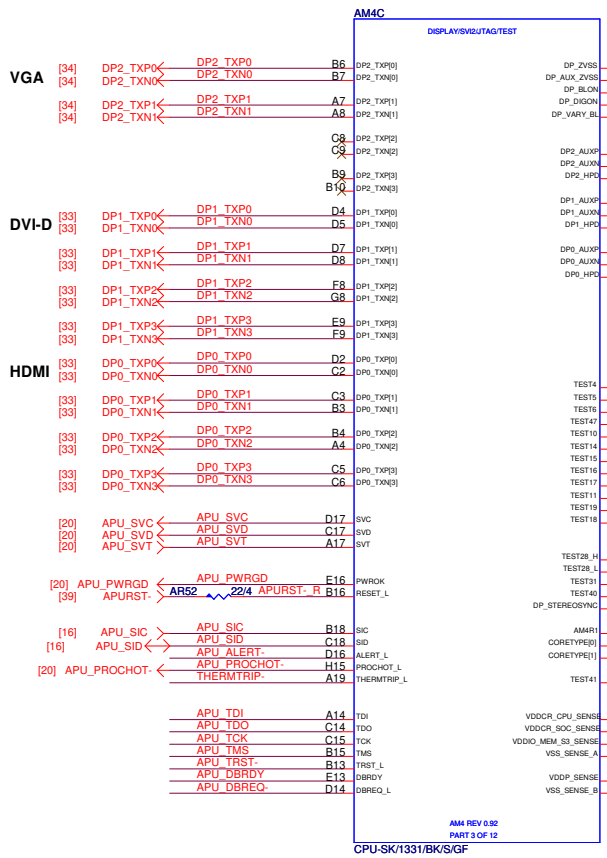 AM4C
DISPLAY/SVI2/JTAG/TEST
VGA [34] DP2_TXP0 DP2_TXP0 B6 DP2_TXP[0] DP_ZVSS
[34] DP2_TXN0 DP2_TXN0 B7 DP2_TXN[0] DP_AUX_ZVSS
DP_BLON
[34] DP2_TXP1 DP2_TXP1 A7 DP2_TXP[1] DP_DIGON
[34] DP2_TXN1 DP2_TXN1 A8 DP2_TXN[1] DP_VARY_BL
C8 DP2_TXP[2]
C9 DP2_TXN[2] DP2_AUXP
DP2_AUXN
B9 DP2_TXP[3] DP2_HPD
B10 DP2_TXN[3]
DP1_AUXP
DVI-D [33] DP1_TXP0 DP1_TXP0 D4 DP1_TXP[0] DP1_AUXN
[33] DP1_TXN0 DP1_TXN0 D5 DP1_TXN[0] DP1_HPD
[33] DP1_TXP1 DP1_TXP1 D7 DP1_TXP[1] DP0_AUXP
[33] DP1_TXN1 DP1_TXN1 D8 DP1_TXN[1] DP0_AUXN
DP0_HPD
[33] DP1_TXP2 DP1_TXP2 F8 DP1_TXP[2]
[33] DP1_TXN2 DP1_TXN2 G8 DP1_TXN[2]
[33] DP1_TXP3 DP1_TXP3 E9 DP1_TXP[3]
[33] DP1_TXN3 DP1_TXN3 F9 DP1_TXN[3]
HDMI [33] DP0_TXP0 DP0_TXP0 D2 DP0_TXP[0]
[33] DP0_TXN0 DP0_TXN0 C2 DP0_TXN[0]
TEST4
[33] DP0_TXP1 DP0_TXP1 C3 DP0_TXP[1] TEST5
[33] DP0_TXN1 DP0_TXN1 B3 DP0_TXN[1] TEST6
TEST47
[33] DP0_TXP2 DP0_TXP2 B4 DP0_TXP[2] TEST10
[33] DP0_TXN2 DP0_TXN2 A4 DP0_TXN[2] TEST14
TEST15
[33] DP0_TXP3 DP0_TXP3 C5 DP0_TXP[3] TEST16
[33] DP0_TXN3 DP0_TXN3 C6 DP0_TXN[3] TEST17
TEST11
TEST19
[20] APU_SVC APU_SVC D17 SVC TEST18
[20] APU_SVD APU_SVD C17 SVD
[20] APU_SVT APU_SVT A17 SVT
TEST28_H
TEST28_L
[20] APU_PWRGD APU_PWRGD E16 PWROK TEST31
[39] APURST- AR52 22/4 APURST-_R B16 RESET_L TEST40
DP_STEREOSYNC
[16] APU_SIC APU_SIC B18 SIC AM4R1
[16] APU_SID APU_SID C18 SID CORETYPE[0]
APU_ALERT- D16 ALERT_L CORETYPE[1]
[20] APU_PROCHOT- APU_PROCHOT- H15 PROCHOT_L
THERMTRIP- A19 THERMTRIP_L TEST41
APU_TDI A14 TDI VDDCR_CPU_SENSE
APU_TDO C14 TDO VDDCR_SOC_SENSE
APU_TCK C15 TCK VDDIO_MEM_S3_SENSE
APU_TMS B15 TMS VSS_SENSE_A
APU_TRST- B13 TRST_L
APU_DBRDY E13 DBRDY VDDP_SENSE
APU_DBREQ- D14 DBREQ_L VSS_SENSE_B
AM4 REV 0.92
PART 3 OF 12
CPU-SK/1331/BK/S/GF